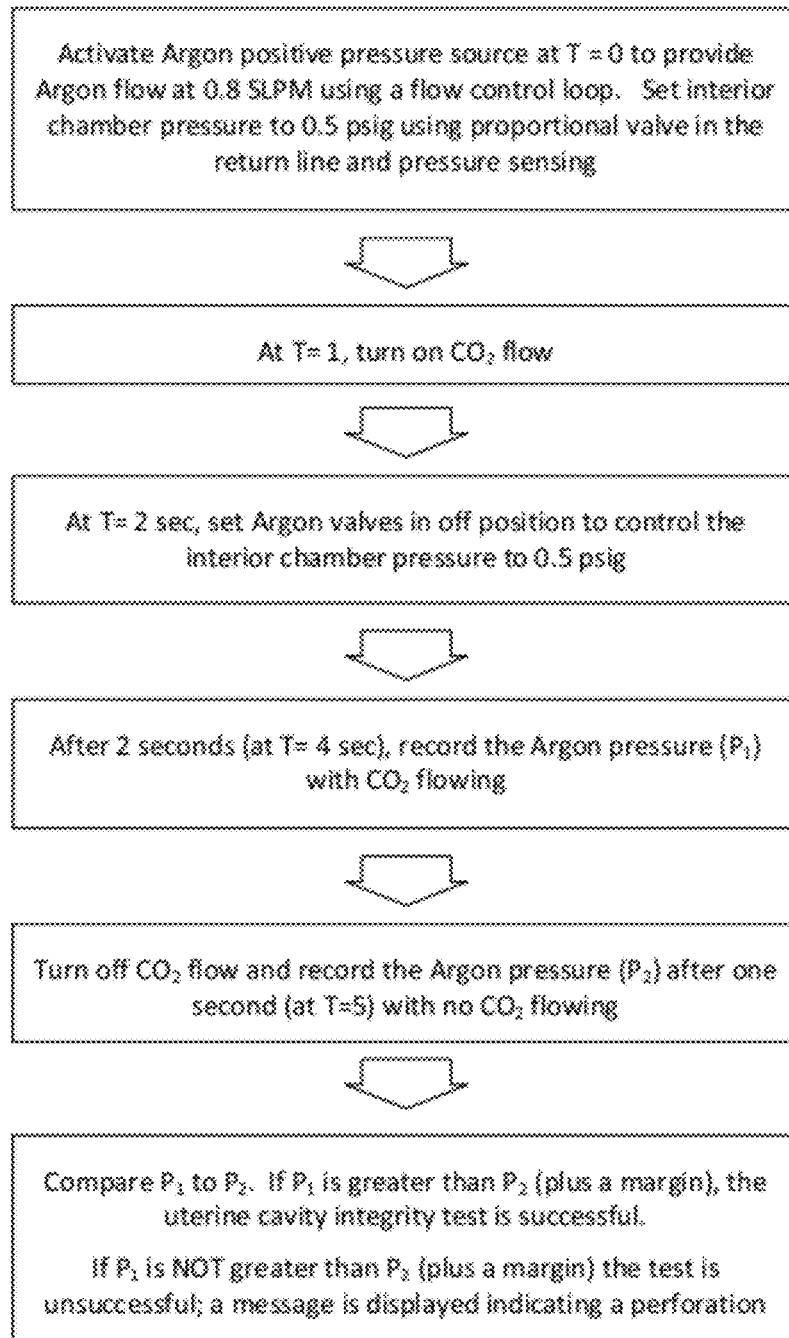 Activate Argon positive pressure source at T = 0 to provide
Argon flow at 0.8 SLPM using a flow control loop. Set interior
chamber pressure to 0.5 psig using proportional valve in the
return line and pressure sensing
At T= 1, turn on CO₂ flow
At T= 2 sec, set Argon valves in off position to control the
interior chamber pressure to 0.5 psig
After 2 seconds (at T= 4 sec), record the Argon pressure (P₁)
with CO₂ flowing
Turn off CO₂ flow and record the Argon pressure (P₂) after one
second (at T=5) with no CO₂ flowing
Compare P₁ to P₂. If P₁ is greater than P₂ (plus a margin), the
uterine cavity integrity test is successful.
If P₁ is NOT greater than P₂ (plus a margin) the test is
unsuccessful; a message is displayed indicating a perforation